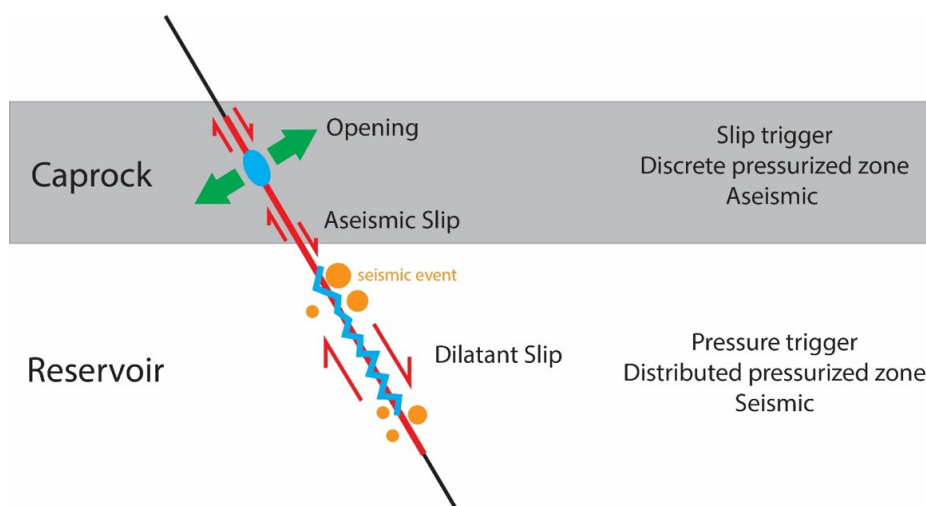 Opening
Caprock
Aseismic Slip
Slip trigger
Discrete pressurized zone
Aseismic
seismic event
Reservoir
Dilatant Slip
Pressure trigger
Distributed pressurized zone
Seismic